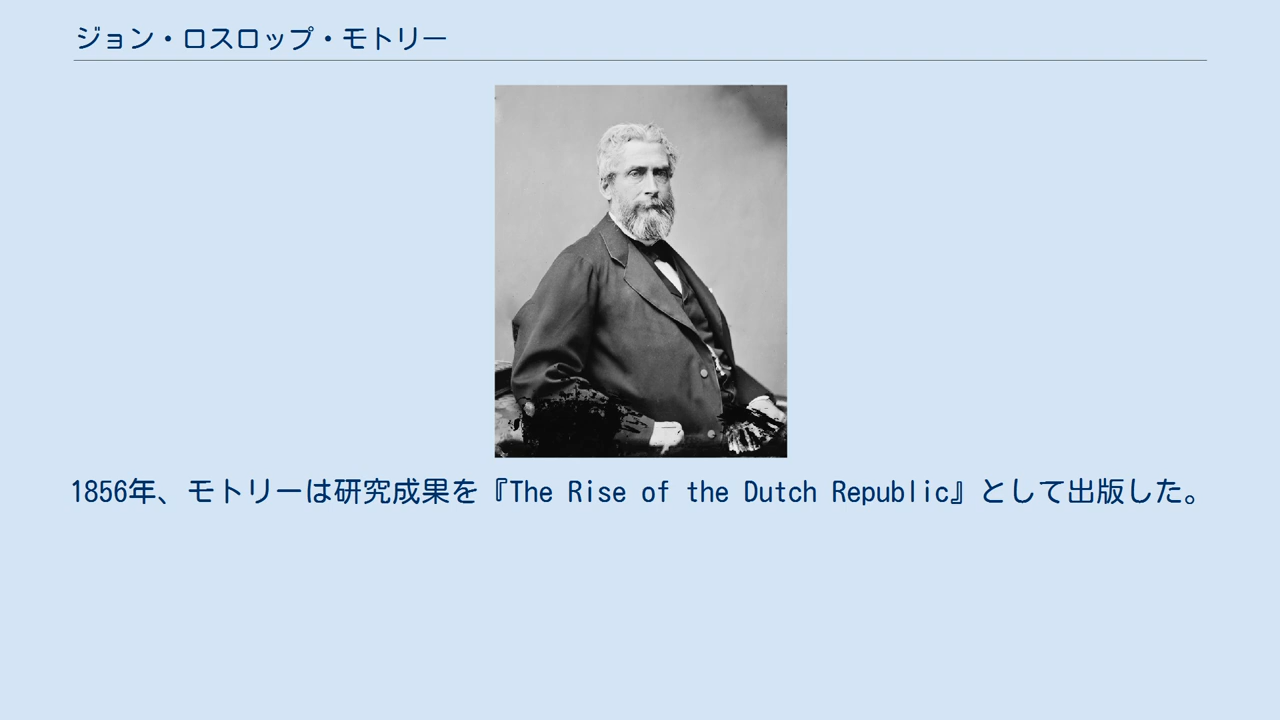 ジョン・ロスロップ・モトリー
1856年、モトリーは研究成果を『The Rise of the Dutch Republic』として出版した。